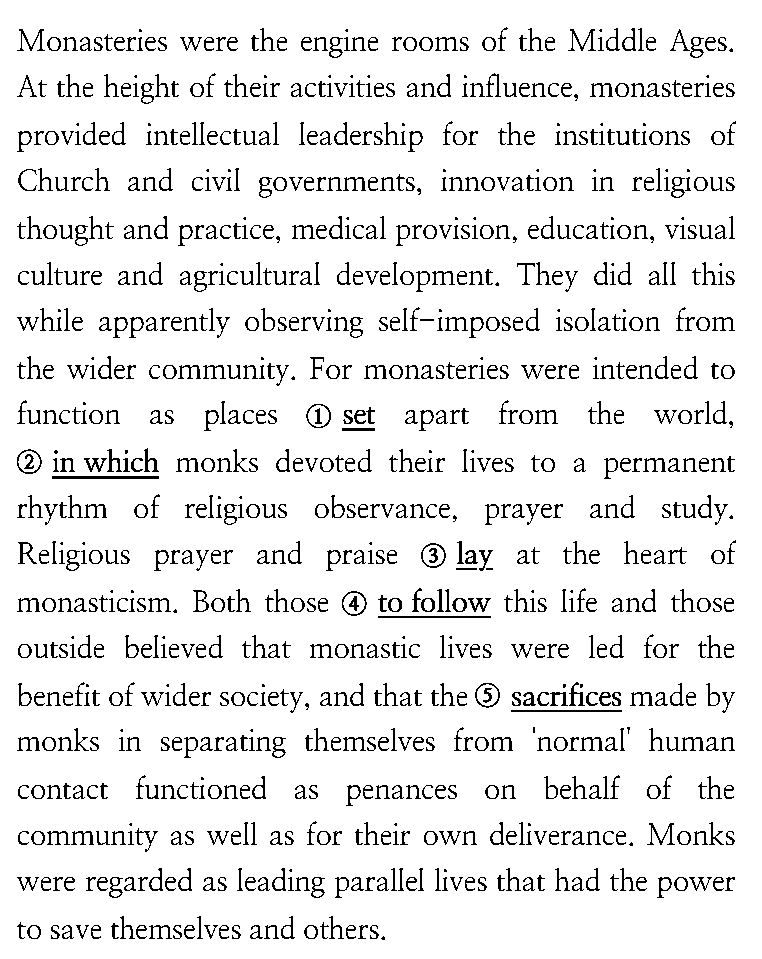 Monasteries were the engine rooms of the Middle Ages.
At the height of their activities and influence, monasteries
provided intellectual leadership for the institutions of
Church and civil governments, innovation in religious
thought and practice, medical provision, education, visual
culture and agricultural development. They did all this
while apparently observing self-imposed isolation from
the wider community. For monasteries were intended to
function as places ① set apart from the world,
② in which monks devoted their lives to a permanent
rhythm of religious observance, prayer and study.
Religious prayer and praise ③ lay at the heart of
monasticism. Both those ④ to follow this life and those
outside believed that monastic lives were led for the
benefit of wider society, and that the ⑤ sacrifices made by
monks in separating themselves from 'normal' human
contact functioned as penances on behalf of the
community as well as for their own deliverance. Monks
were regarded as leading parallel lives that had the power
to save themselves and others.